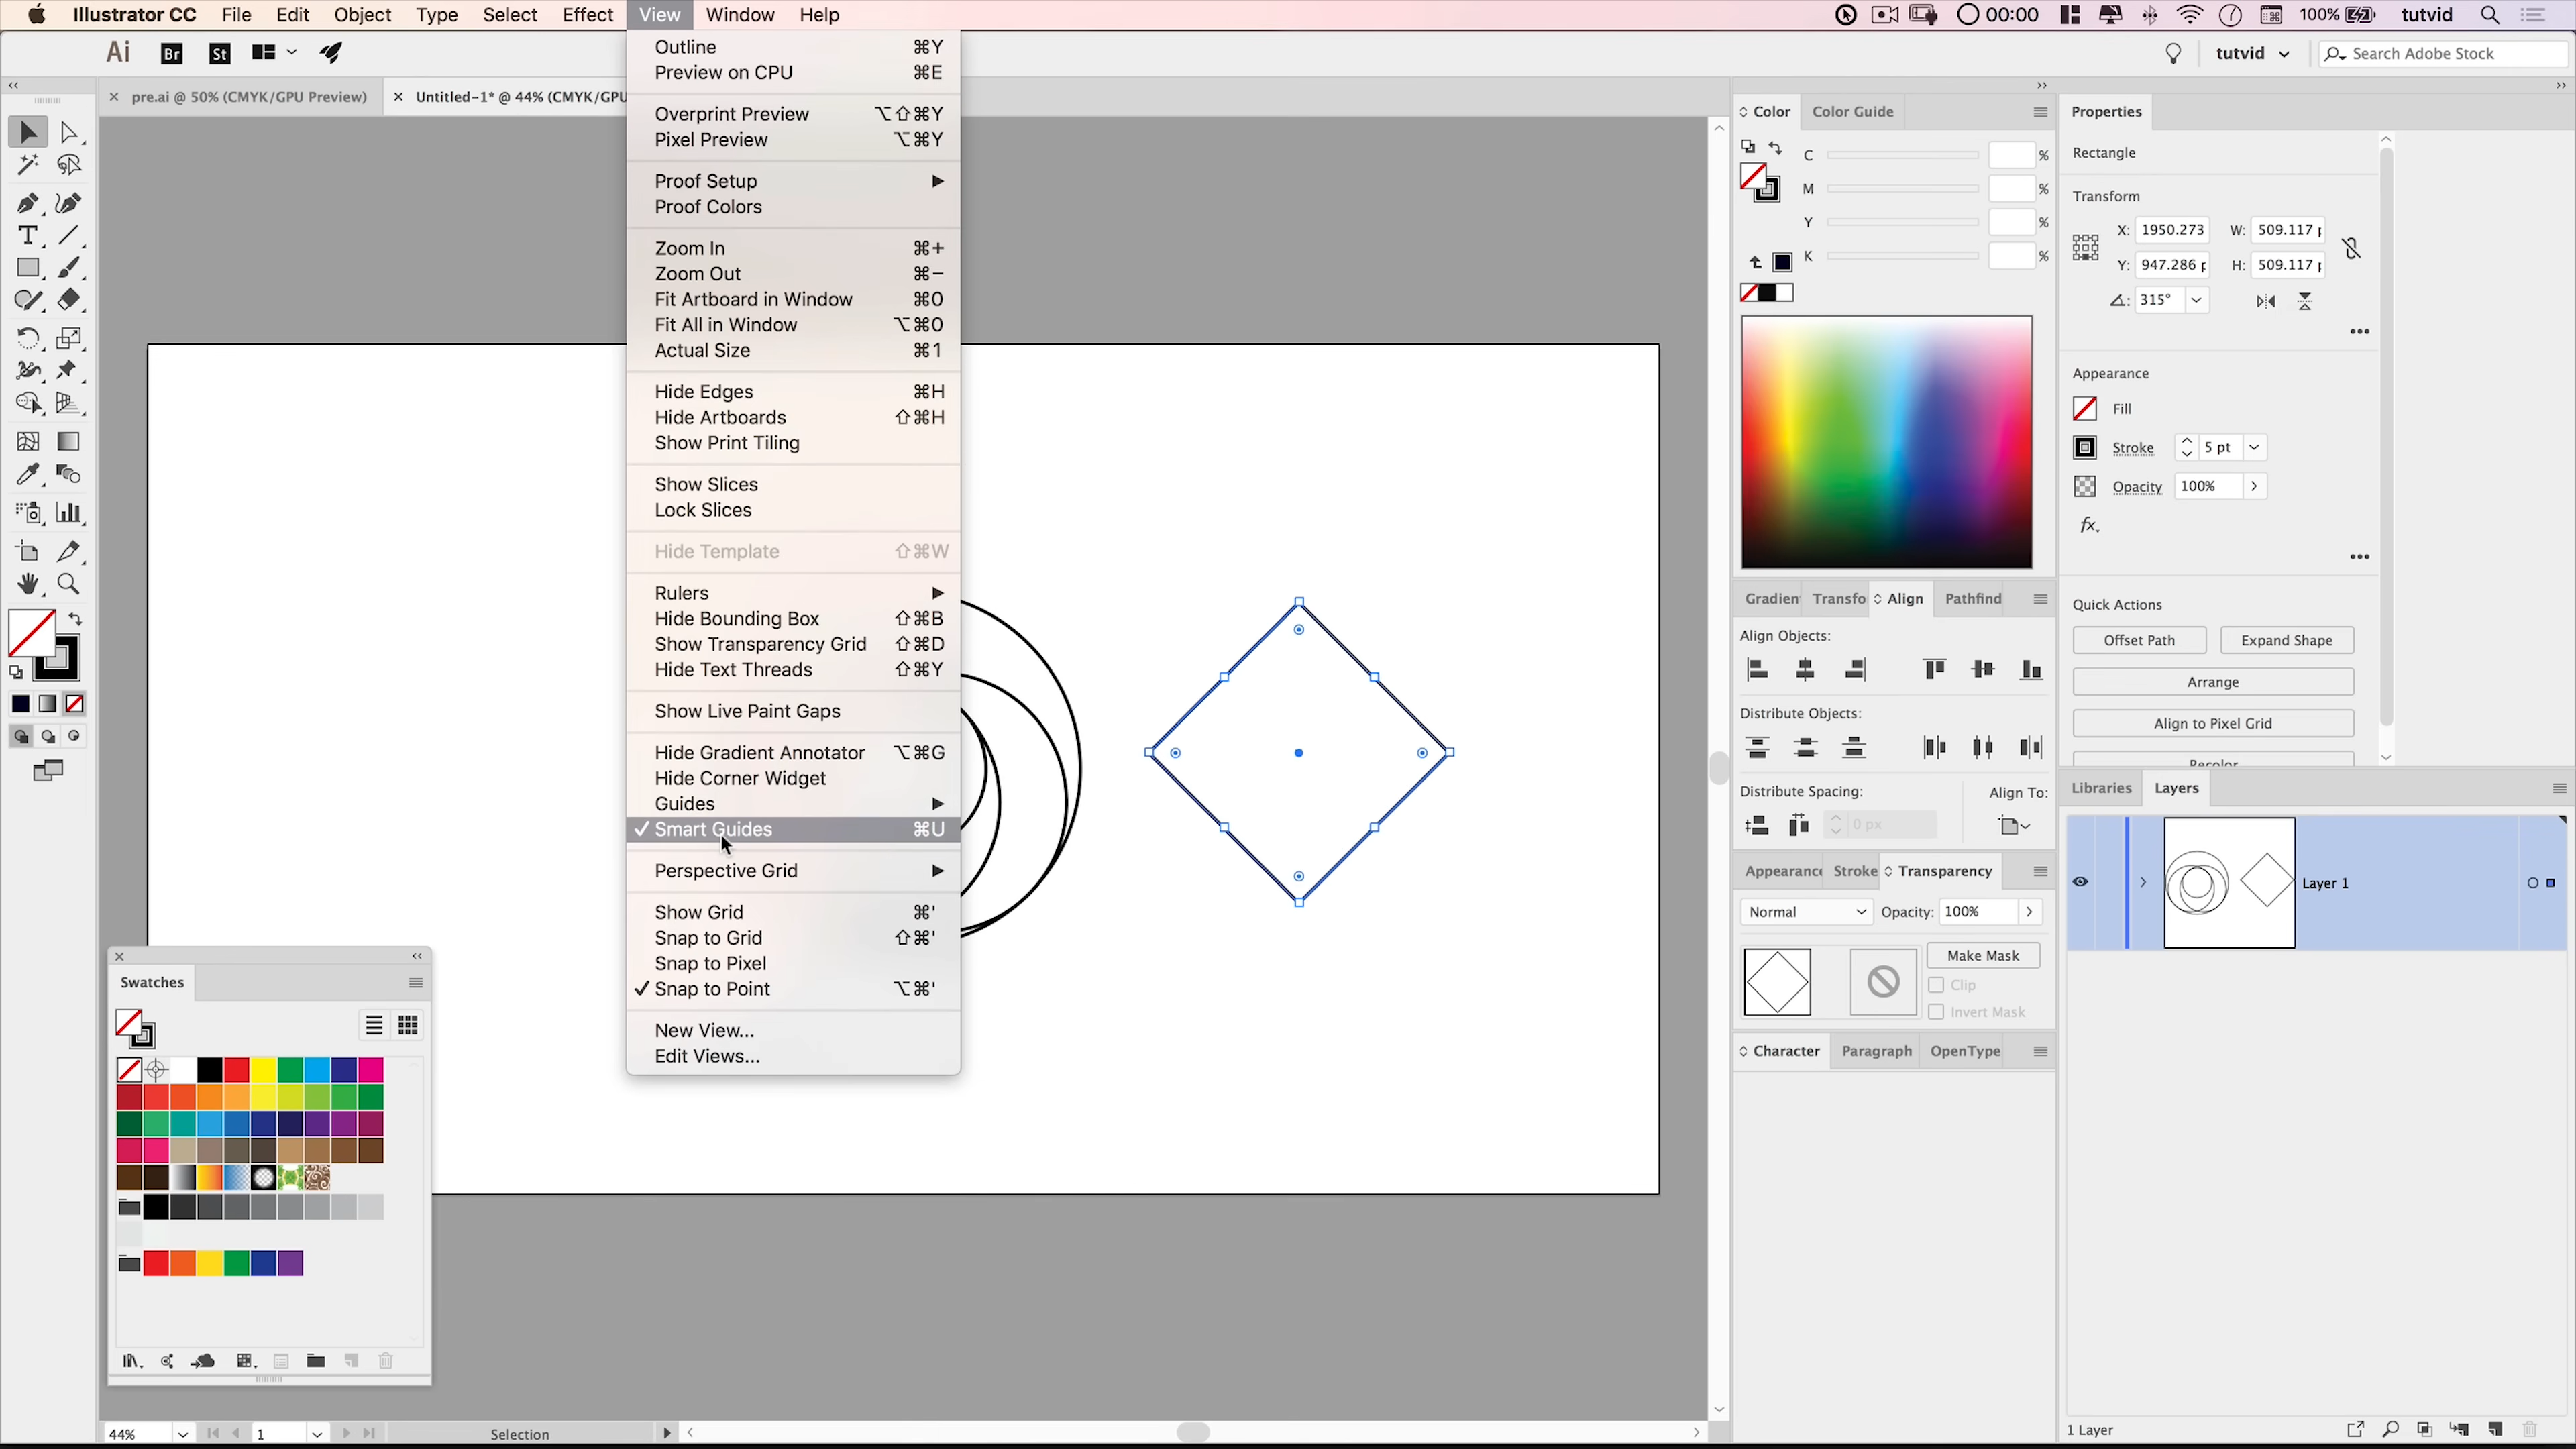 Illustrator CC File Edit Object Type Select Effect View Window Help 00:00 100% tutvid
Ai Br St tutvid Search Adobe Stock
pre.ai @ 50% (CMYK/GPU Preview) Untitled-1* @ 44% (CMYK/GPU
Outline ⌘Y
Preview on CPU ⌘E
Overprint Preview ⌥⇧⌘Y
Pixel Preview ⌥⌘Y
Proof Setup
Proof Colors
Zoom In ⌘+
Zoom Out ⌘−
Fit Artboard in Window ⌘0
Fit All in Window ⌥⌘0
Actual Size ⌘1
Hide Edges ⌘H
Hide Artboards ⇧⌘H
Show Print Tiling
Show Slices
Lock Slices
Hide Template ⇧⌘W
Rulers
Hide Bounding Box ⇧⌘B
Show Transparency Grid ⇧⌘D
Hide Text Threads ⇧⌘Y
Show Live Paint Gaps
Hide Gradient Annotator ⌥⌘G
Hide Corner Widget
Guides
✓ Smart Guides ⌘U
Perspective Grid
Show Grid ⌘'
Snap to Grid ⇧⌘'
Snap to Pixel
✓ Snap to Point ⌥⌘'
New View...
Edit Views...
Swatches
44% 1 Selection
Color Color Guide
C %
M %
Y %
K %
Gradien Transfo Align Pathfind
Align Objects:
Distribute Objects:
Distribute Spacing: Align To:
0 px
Appearanc Stroke Transparency
Normal Opacity: 100%
Make Mask
Clip
Invert Mask
Character Paragraph OpenType
Properties
Rectangle
Transform
X: 1950.273 W: 509.117 p
Y: 947.286 p H: 509.117 p
315°
Appearance
Fill
Stroke 5 pt
Opacity 100%
fx.
Quick Actions
Offset Path Expand Shape
Arrange
Align to Pixel Grid
Recolor
Libraries Layers
Layer 1
1 Layer